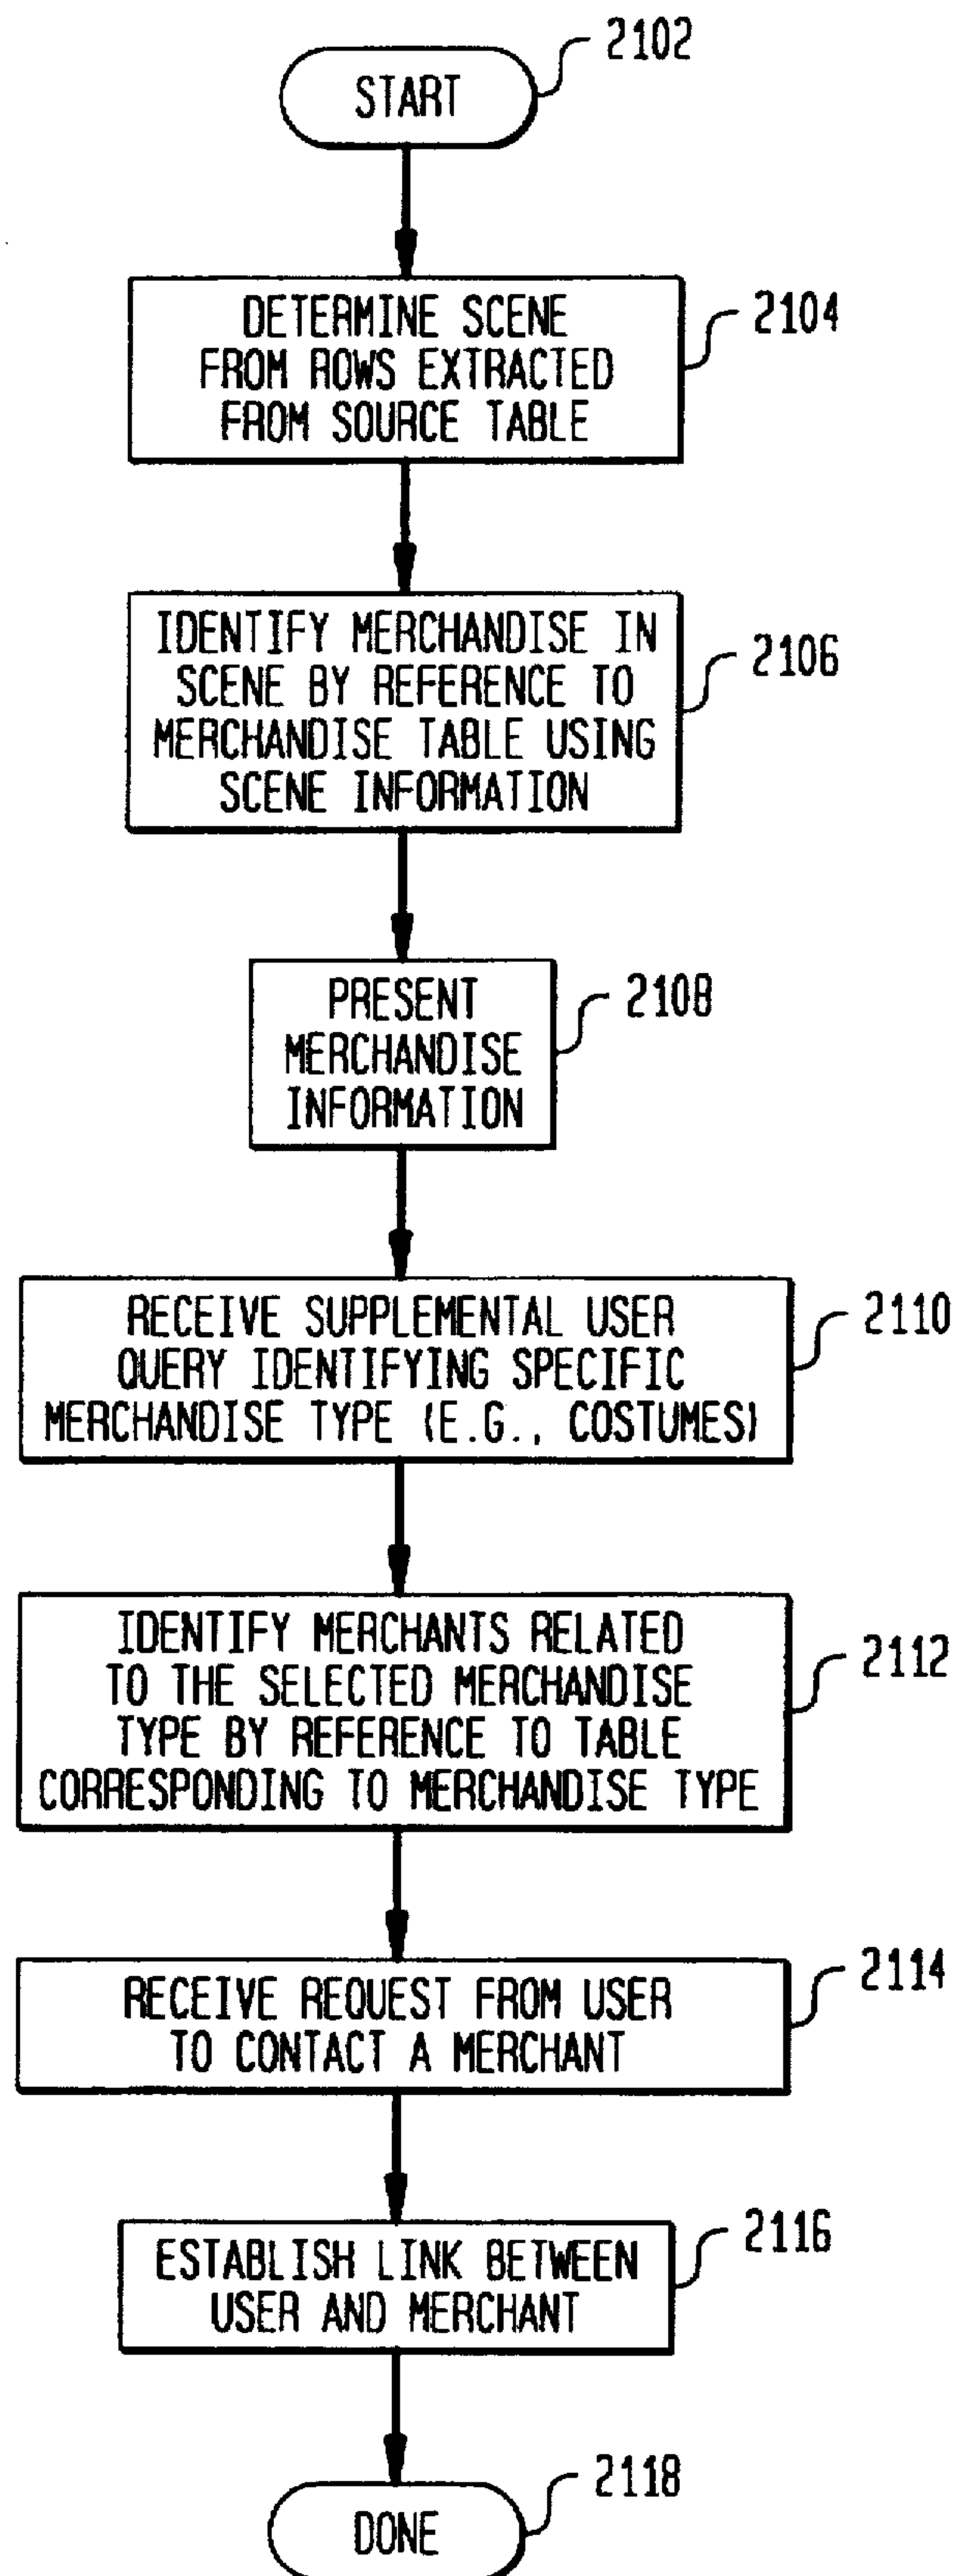 2102
START
DETERMINE SCENE
FROM ROWS EXTRACTED
FROM SOURCE TABLE
2104
IDENTIFY MERCHANDISE IN
SCENE BY REFERENCE TO
MERCHANDISE TABLE USING
SCENE INFORMATION
2106
PRESENT
MERCHANDISE
INFORMATION
2108
RECEIVE SUPPLEMENTAL USER
QUERY IDENTIFYING SPECIFIC
MERCHANDISE TYPE (E.G., COSTUMES)
2110
IDENTIFY MERCHANTS RELATED
TO THE SELECTED MERCHANDISE
TYPE BY REFERENCE TO TABLE
CORRESPONDING TO MERCHANDISE TYPE
2112
RECEIVE REQUEST FROM USER
TO CONTACT A MERCHANT
2114
ESTABLISH LINK BETWEEN
USER AND MERCHANT
2116
DONE
2118